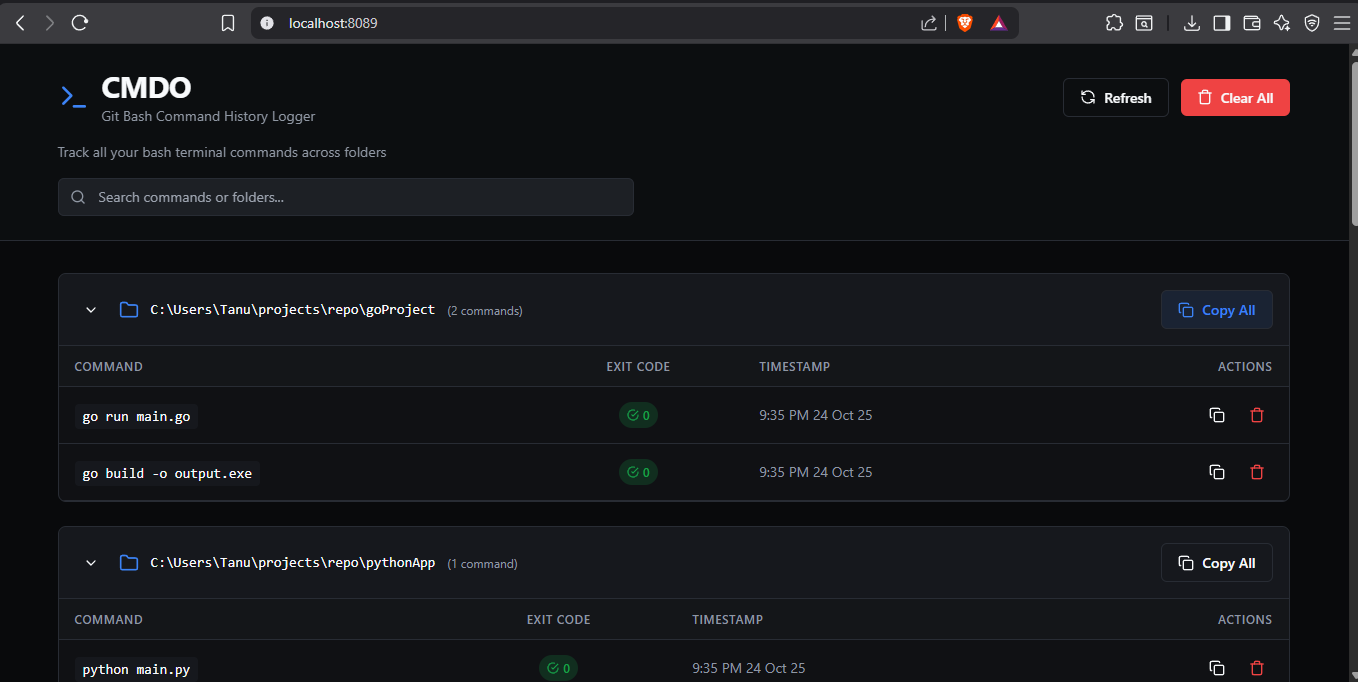 localhost:8089
CMDO
Git Bash Command History Logger
Refresh
Clear All
Track all your bash terminal commands across folders
Search commands or folders...
C:\Users\Tanu\projects\repo\goProject (2 commands)
Copy All
COMMAND EXIT CODE TIMESTAMP ACTIONS
go run main.go 0 9:35 PM 24 Oct 25
go build -o output.exe 0 9:35 PM 24 Oct 25
C:\Users\Tanu\projects\repo\pythonApp (1 command)
Copy All
COMMAND EXIT CODE TIMESTAMP ACTIONS
python main.py 0 9:35 PM 24 Oct 25